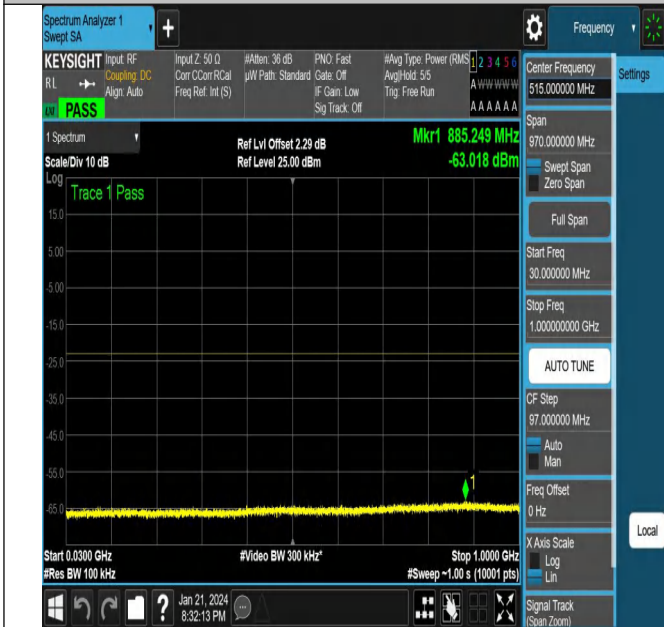 Spectrum Analyzer 1
Swept SA
+
Frequency
KEYSIGHT
RL
LXI
PASS
Input: RF
Coupling: DC
Align: Auto
Input Z: 50 Ω
Corr CCorr RCal
Freq Ref: Int (S)
#Atten: 36 dB
µW Path: Standard
PNO: Fast
Gate: Off
IF Gain: Low
Sig Track: Off
#Avg Type: Power (RMS
Avg|Hold: 5/5
Trig: Free Run
1 2 3 4 5 6
A W W W W W
A A A A A A
1 Spectrum
Scale/Div 10 dB
Ref Lvl Offset 2.29 dB
Ref Level 25.00 dBm
Mkr1 885.249 MHz
-63.018 dBm
Log
Trace 1 Pass
15.0
5.00
-5.00
-15.0
-25.0
-35.0
-45.0
-55.0
-65.0
1
Start 0.0300 GHz
#Res BW 100 kHz
#Video BW 300 kHz*
Stop 1.0000 GHz
#Sweep ~1.00 s (10001 pts)
Jan 21, 2024
8:32:13 PM
Center Frequency
515.000000 MHz
Span
970.000000 MHz
Swept Span
Zero Span
Full Span
Start Freq
30.000000 MHz
Stop Freq
1.000000000 GHz
AUTO TUNE
CF Step
97.000000 MHz
Auto
Man
Freq Offset
0 Hz
X Axis Scale
Log
Lin
Signal Track
(Span Zoom)
Settings
Local